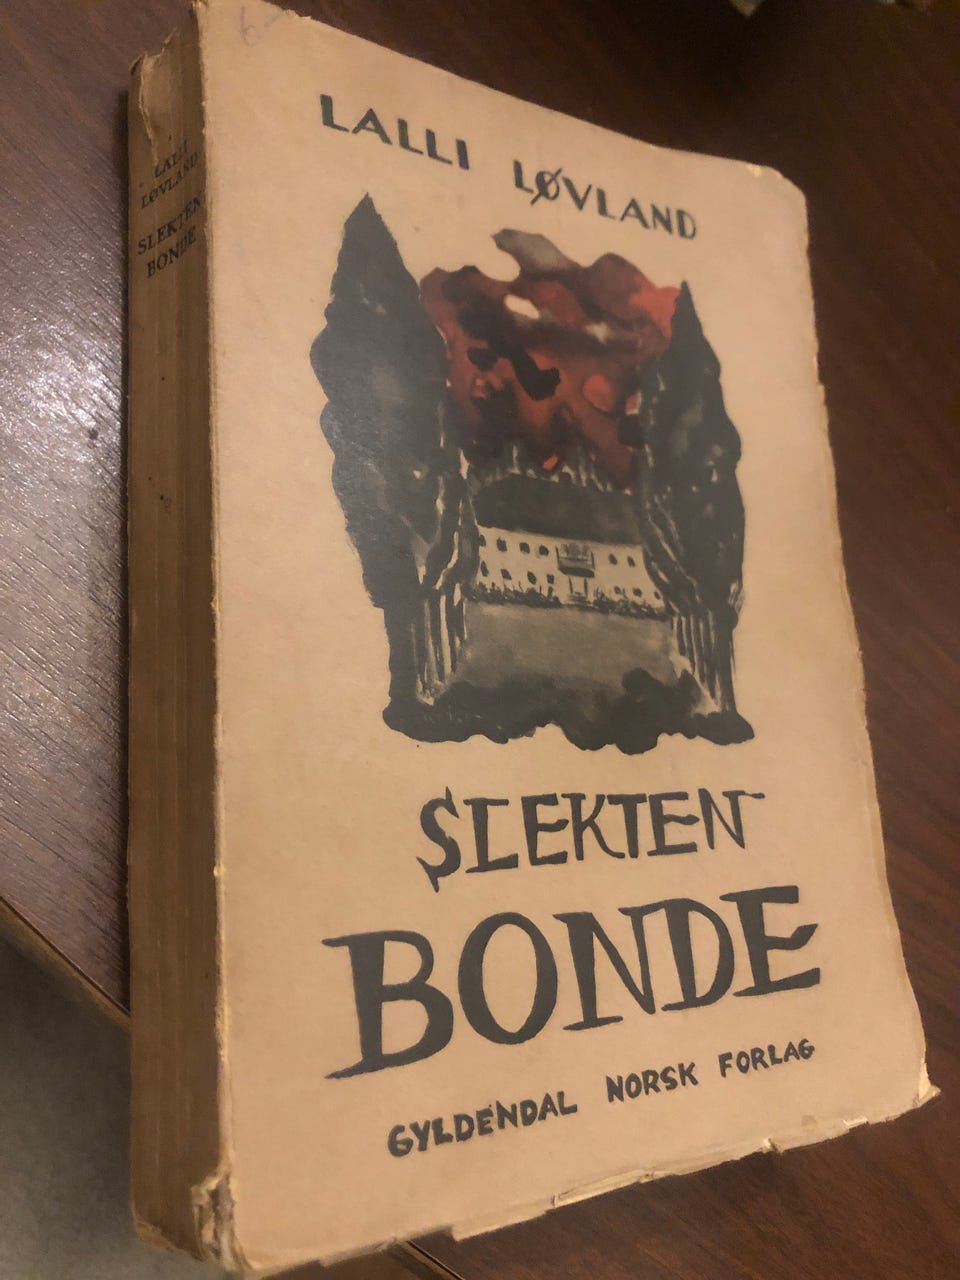 LALLI LØVLAND
SLEKTEN
BONDE
GYLDENDAL NORSK FORLAG
LALLI
LØVLAND
SLEKTEN
BONDE